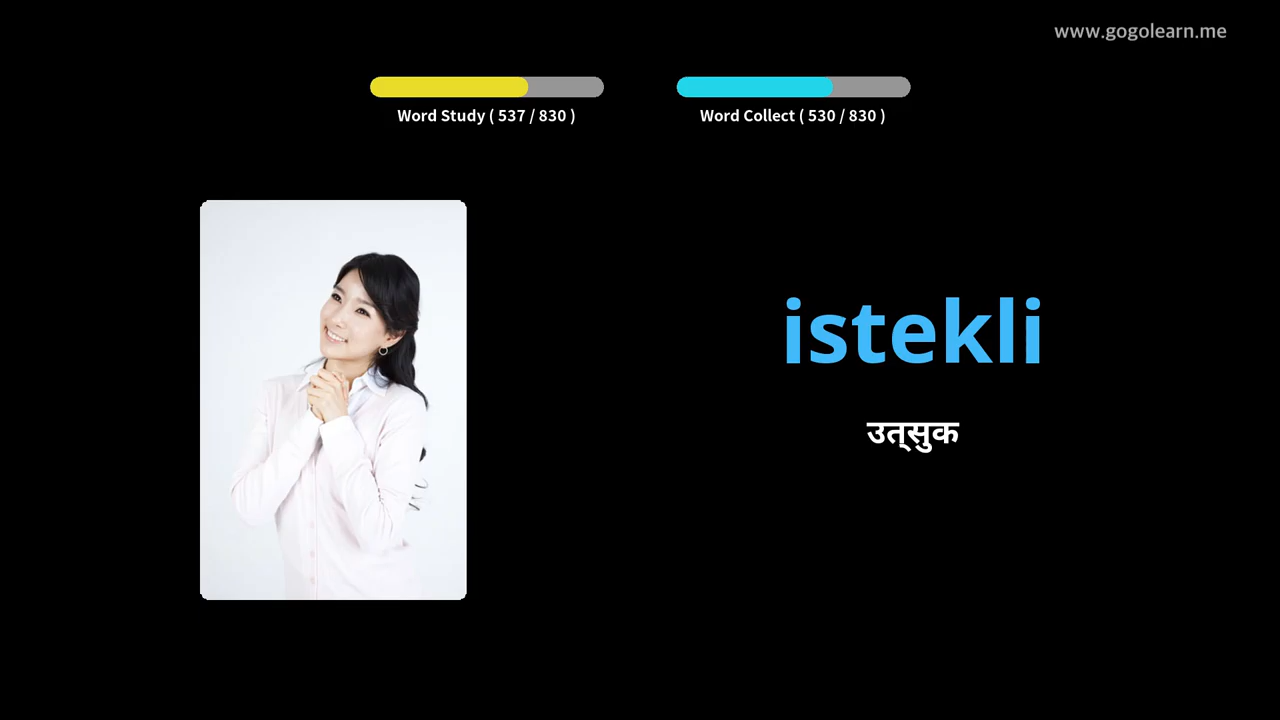 www.gogolearn.me
Word Study ( 537 / 830 )
Word Collect ( 530 / 830 )
istekli
उत्सुक